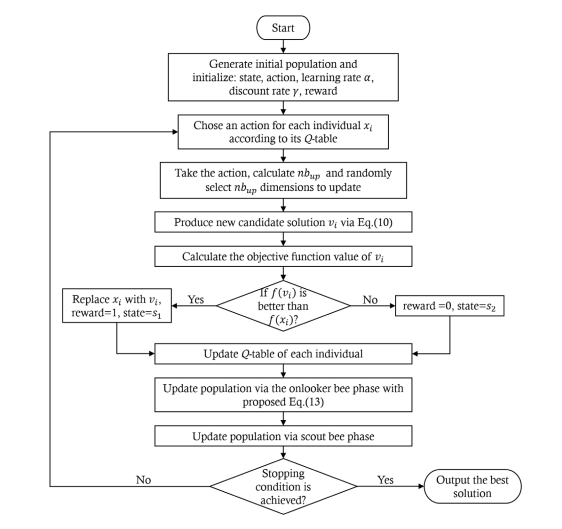 Start
Generate initial population and
initialize: state, action, learning rate α,
discount rate γ, reward
Chose an action for each individual xᵢ
according to its Q-table
Take the action, calculate nb_up and randomly
select nb_up dimensions to update
Produce new candidate solution vᵢ via Eq.(10)
Calculate the objective function value of vᵢ
If f(vᵢ) is
better than
f(xᵢ)?
Yes
No
Replace xᵢ with vᵢ,
reward=1, state=s₁
reward =0, state=s₂
Update Q-table of each individual
Update population via the onlooker bee phase with
proposed Eq.(13)
Update population via scout bee phase
Stopping
condition is
achieved?
No
Yes
Output the best
solution